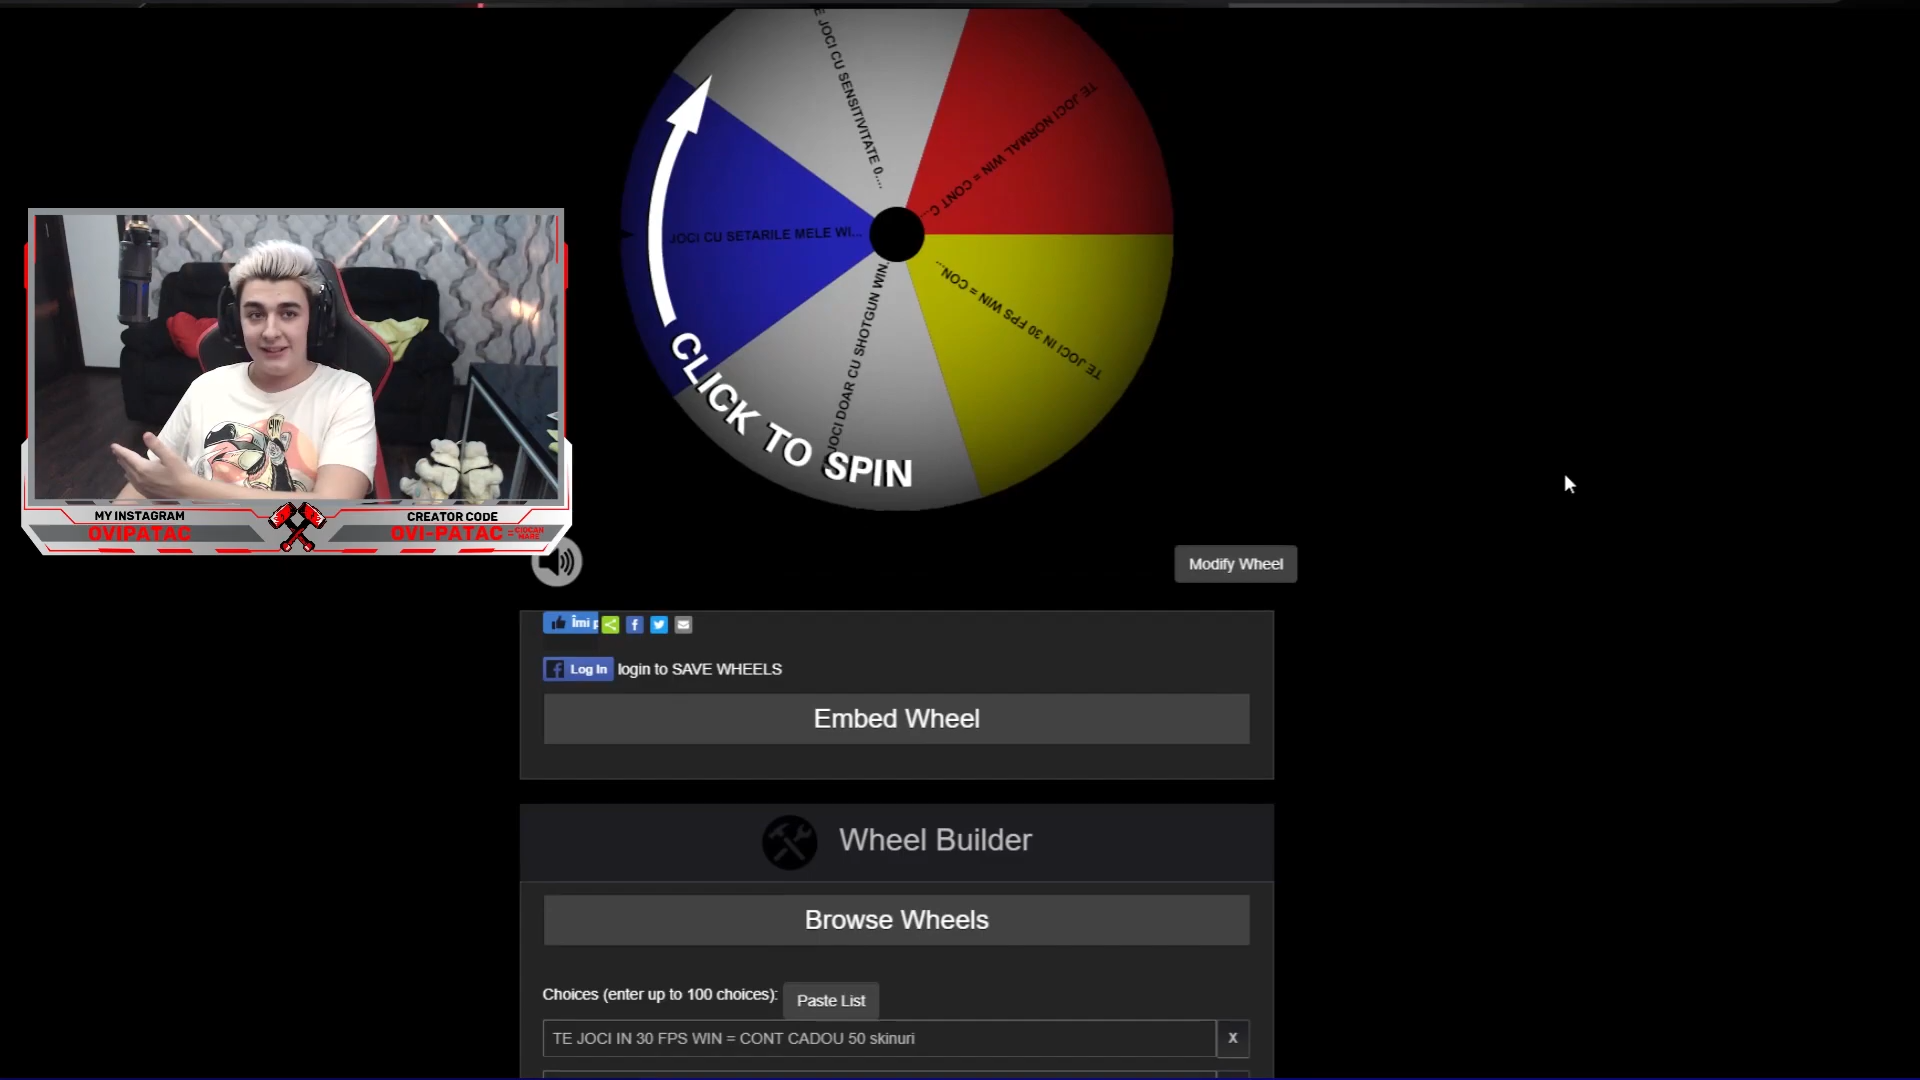 E JOCI CU SENSITIVITATE 0....
TE JOCI NORMAL WIN = CONT C...
JOCI CU SETARILE MELE WI...
TE JOCI IN 30 FPS WIN = CON...
JOCI DOAR CU SHOTGUN WIN
CLICK TO SPIN
MY INSTAGRAM
OVIPATAC
CREATOR CODE
OVI-PATAC = CIOCAN MARE
Modify Wheel
Îmi p
Log In login to SAVE WHEELS
Embed Wheel
Wheel Builder
Browse Wheels
Choices (enter up to 100 choices): Paste List
TE JOCI IN 30 FPS WIN = CONT CADOU 50 skinuri X